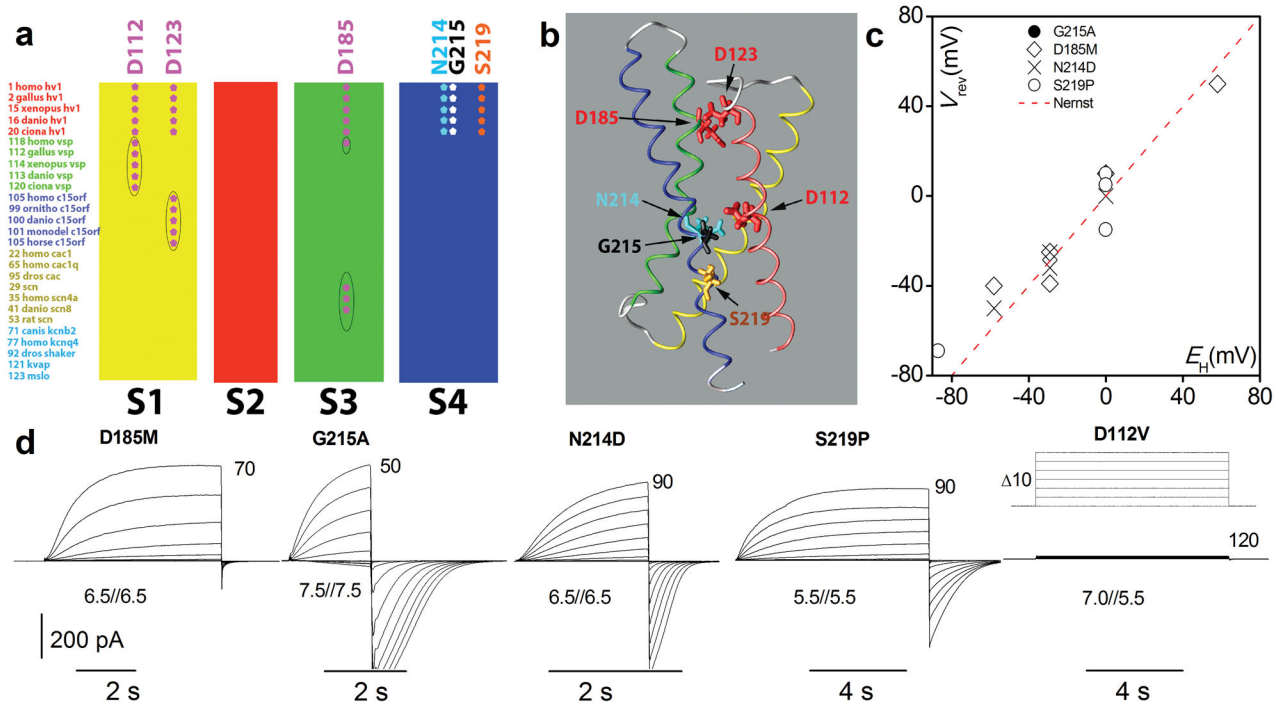 a
D112
D123
D185
N214
G215
S219
1 homo hv1
2 gallus hv1
15 xenopus hv1
16 danio hv1
20 ciona hv1
118 homo vsp
112 gallus vsp
114 xenopus vsp
113 danio vsp
120 ciona vsp
105 homo c15orf
99 ornitho c15orf
100 danio c15orf
101 monodel c15orf
105 horse c15orf
22 homo cac1
65 homo cac1q
95 dros cac
29 scn
35 homo scn4a
41 danio scn8
53 rat scn
71 canis kcnb2
77 homo kcnq4
92 dros shaker
121 kvap
123 mslo
S1 S2 S3 S4
b
D123
D185
N214
D112
G215
S219
c
80
40
0
-40
-80
Vrev(mV)
G215A
D185M
N214D
S219P
Nernst
EH(mV)
-80 -40 0 40 80
d
D185M
70
6.5//6.5
200 pA
2 s
G215A
50
7.5//7.5
2 s
N214D
90
6.5//6.5
2 s
S219P
90
5.5//5.5
4 s
D112V
Δ10
120
7.0//5.5
4 s